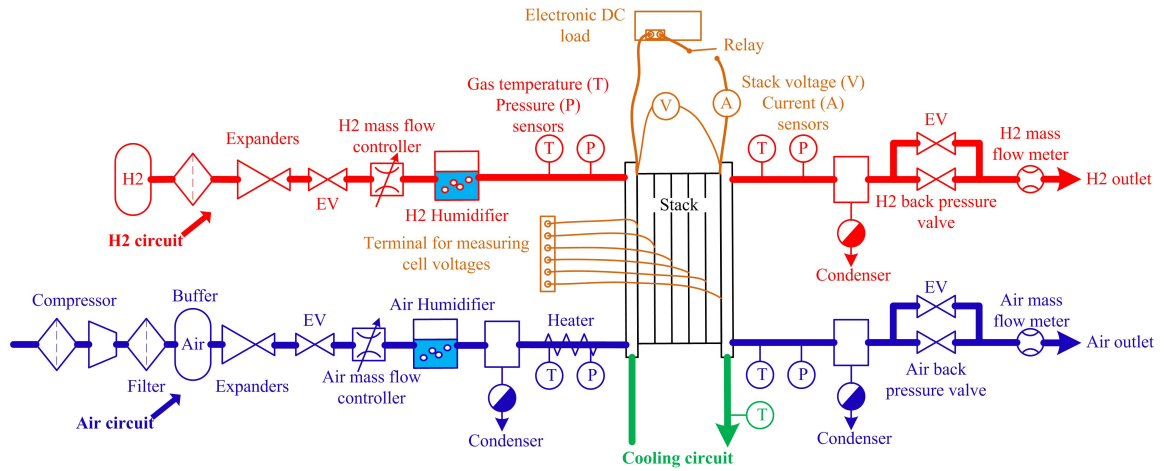 Electronic DC
load
Relay
Gas temperature (T)
Pressure (P)
sensors
Stack voltage (V)
Current (A)
sensors
V
A
Expanders
H2 mass flow
controller
T
P
T
P
EV
H2 mass
flow meter
H2
EV
H2 Humidifier
H2 outlet
H2 back pressure
valve
H2 circuit
Stack
Terminal for measuring
cell voltages
Condenser
Compressor
Buffer
EV
Air Humidifier
Heater
EV
Air mass
flow meter
Air
Air outlet
Filter
Expanders
Air mass flow
controller
T
P
T
P
Air back
pressure valve
Air circuit
Condenser
T
Condenser
Cooling circuit